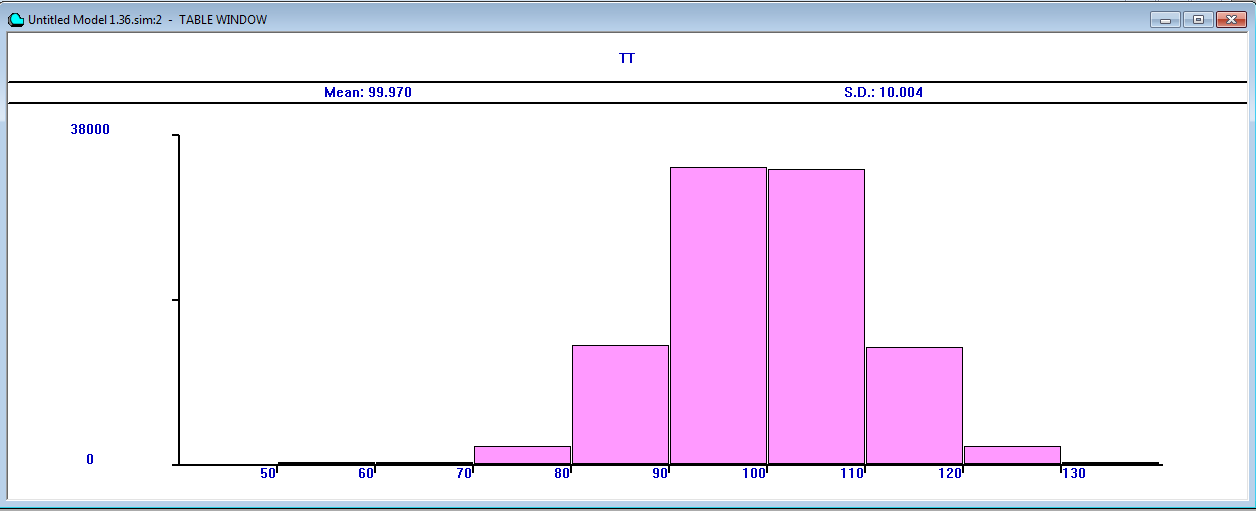 Untitled Model 1.36.sim:2 - TABLE WINDOW
TT
Mean: 99.970 S.D.: 10.004
38000
0
50 60 70 80 90 100 110 120 130